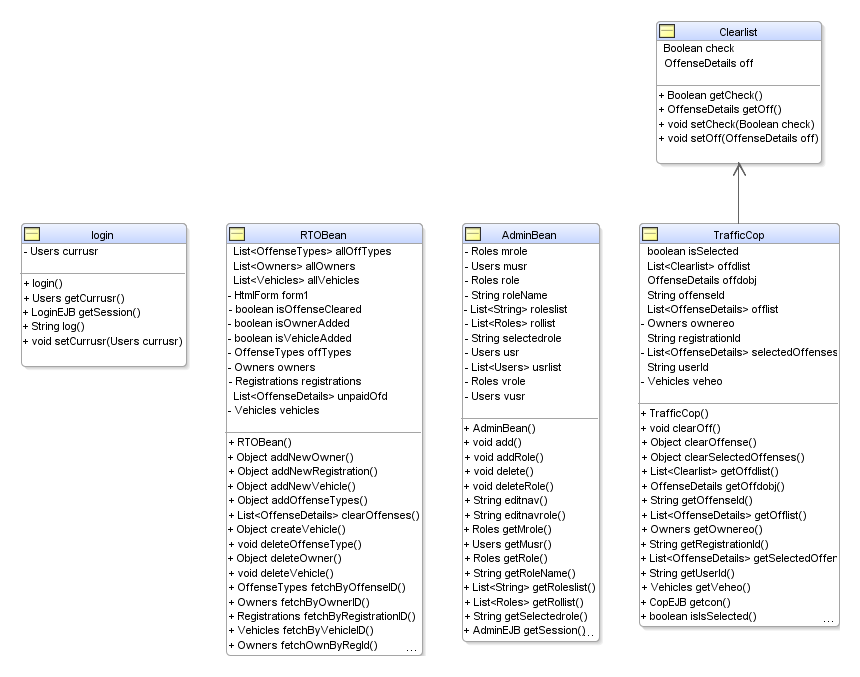 Clearlist
Boolean check
OffenseDetails off
+ Boolean getCheck()
+ OffenseDetails getOff()
+ void setCheck(Boolean check)
+ void setOff(OffenseDetails off)
login
- Users currusr
+ login()
+ Users getCurrusr()
+ LoginEJB getSession()
+ String log()
+ void setCurrusr(Users currusr)
RTOBean
List<OffenseTypes> allOffTypes
List<Owners> allOwners
List<Vehicles> allVehicles
- HtmlForm form1
- boolean isOffenseCleared
- boolean isOwnerAdded
- boolean isVehicleAdded
- OffenseTypes offTypes
- Owners owners
- Registrations registrations
List<OffenseDetails> unpaidOfd
- Vehicles vehicles
+ RTOBean()
+ Object addNewOwner()
+ Object addNewRegistration()
+ Object addNewVehicle()
+ Object addOffenseTypes()
+ List<OffenseDetails> clearOffenses()
+ Object createVehicle()
+ void deleteOffenseType()
+ Object deleteOwner()
+ void deleteVehicle()
+ OffenseTypes fetchByOffenseID()
+ Owners fetchByOwnerID()
+ Registrations fetchByRegistrationID()
+ Vehicles fetchByVehicleID()
+ Owners fetchOwnByRegId()
...
AdminBean
- Roles mrole
- Users musr
- Roles role
- String roleName
- List<String> roleslist
- List<Roles> rollist
- String selectedrole
- Users usr
- List<Users> usrlist
- Roles vrole
- Users vusr
+ AdminBean()
+ void add()
+ void addRole()
+ void delete()
+ void deleteRole()
+ String editnav()
+ String editnavrole()
+ Roles getMrole()
+ Users getMusr()
+ Roles getRole()
+ String getRoleName()
+ List<String> getRoleslist()
+ List<Roles> getRollist()
+ String getSelectedrole()
+ AdminEJB getSession()
...
TrafficCop
boolean isSelected
List<Clearlist> offdlist
OffenseDetails offdobj
String offenseId
List<OffenseDetails> offlist
- Owners ownereo
String registrationId
- List<OffenseDetails> selectedOffenses
String userId
- Vehicles veheo
+ TrafficCop()
+ void clearOff()
+ Object clearOffense()
+ Object clearSelectedOffenses()
+ List<Clearlist> getOffdlist()
+ OffenseDetails getOffdobj()
+ String getOffenseId()
+ List<OffenseDetails> getOfflist()
+ Owners getOwnereo()
+ String getRegistrationId()
+ List<OffenseDetails> getSelectedOffer
+ String getUserId()
+ Vehicles getVeheo()
+ CopEJB getcon()
+ boolean isIsSelected()
...